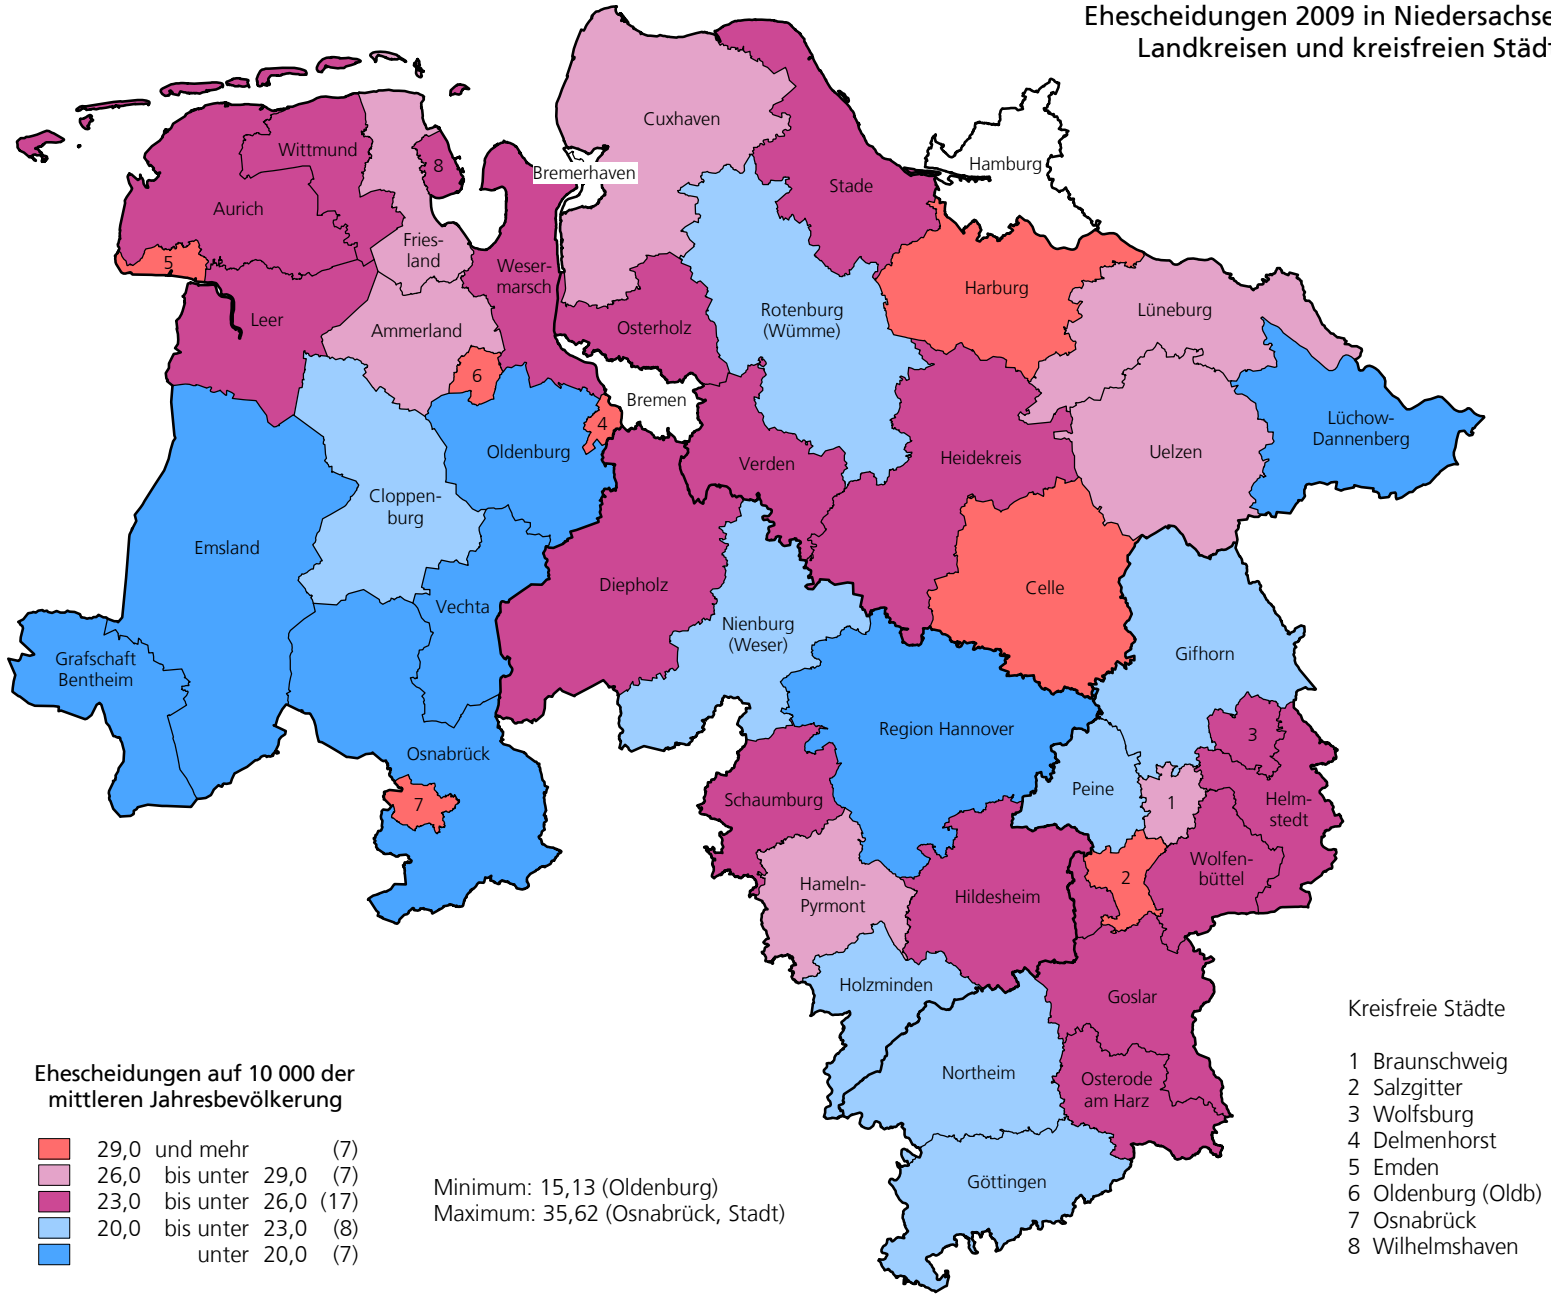 Ehescheidungen 2009 in Niedersachse
Landkreisen und kreisfreien Städt
Cuxhaven
Hamburg
Wittmund
8
Bremerhaven
Stade
Aurich
Fries-
land
5
Weser-
marsch
Harburg
Leer
Ammerland
Osterholz
Rotenburg
(Wümme)
Lüneburg
6
Bremen
4
Lüchow-
Dannenberg
Oldenburg
Verden
Heidekreis
Uelzen
Cloppen-
burg
Emsland
Diepholz
Celle
Vechta
Nienburg
(Weser)
Grafschaft
Bentheim
Gifhorn
Region Hannover
3
Osnabrück
Peine
7
Schaumburg
1
Helm-
stedt
Hameln-
Pyrmont
Hildesheim
2
Wolfen-
büttel
Holzminden
Goslar
Northeim
Osterode
am Harz
Göttingen
Kreisfreie Städte
1 Braunschweig
2 Salzgitter
3 Wolfsburg
4 Delmenhorst
5 Emden
6 Oldenburg (Oldb)
7 Osnabrück
8 Wilhelmshaven
Ehescheidungen auf 10 000 der
mittleren Jahresbevölkerung
29,0 und mehr (7)
26,0 bis unter 29,0 (7)
23,0 bis unter 26,0 (17)
20,0 bis unter 23,0 (8)
unter 20,0 (7)
Minimum: 15,13 (Oldenburg)
Maximum: 35,62 (Osnabrück, Stadt)